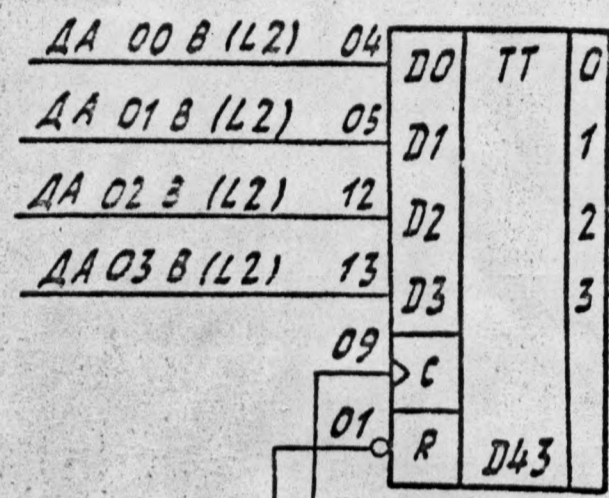 ДА 00 В (L2) 04 D0 TT 0
ДА 01 В (L2) 05 D1 1
ДА 02 В (L2) 12 D2 2
ДА 03 В (L2) 13 D3 3
09 C
01 R D43